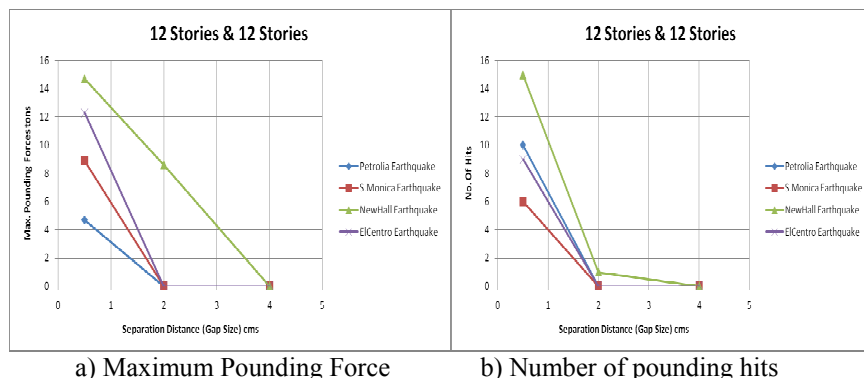 12 Stories & 12 Stories
16
14
12
10
8
6
4
2
0
0 1 2 3 4 5
Max. Pounding Forces tons
Separation Distance (Gap Size) cms
Petrolia Earthquake
S Monica Earthquake
NewHall Earthquake
ElCentro Earthquake
a) Maximum Pounding Force
12 Stories & 12 Stories
16
14
12
10
8
6
4
2
0
0 1 2 3 4 5
No. Of Hits
Separation Distance (Gap Size) cms
Petrolia Earthquake
S Monica Earthquake
NewHall Earthquake
ElCentro Earthquake
b) Number of pounding hits